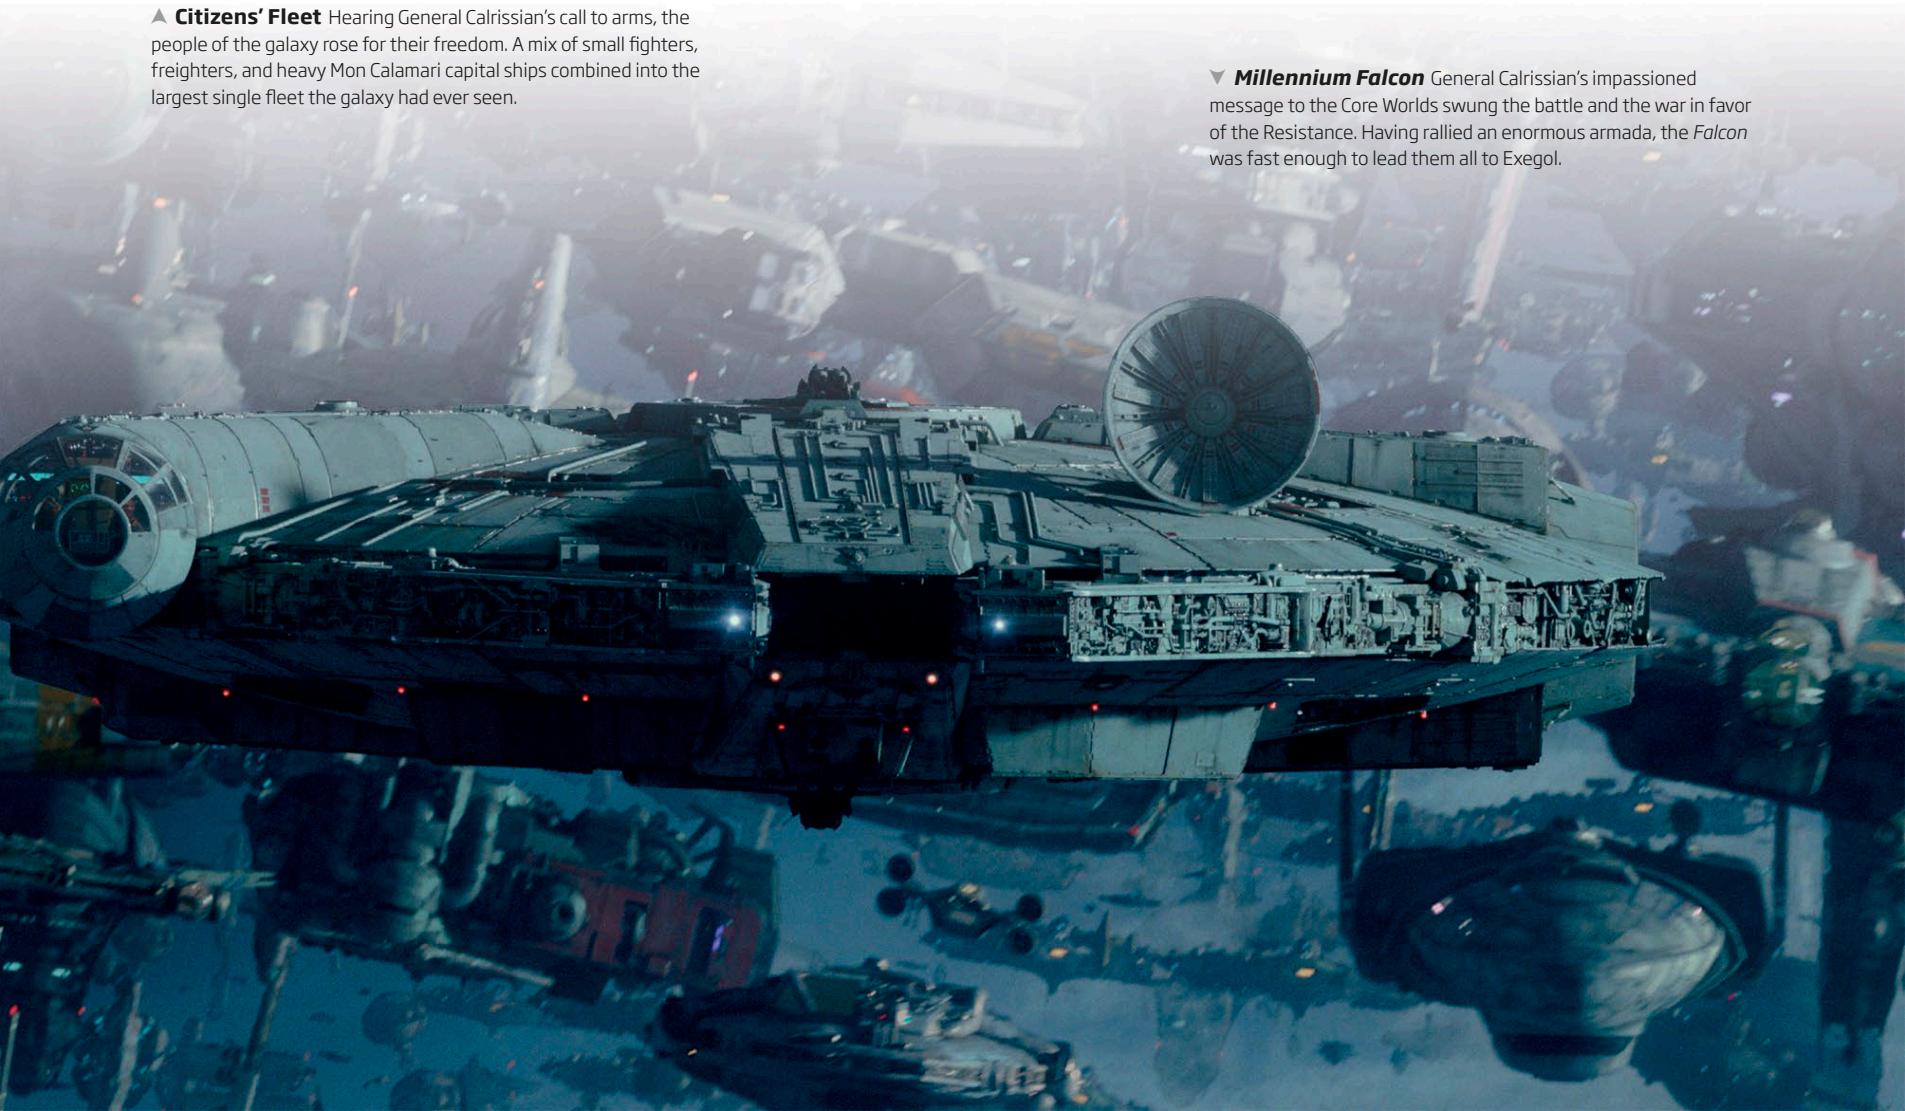 Citizens’ Fleet Hearing General Calrissian’s call to arms, the
people of the galaxy rose for their freedom. A mix of small fighters,
freighters, and heavy Mon Calamari capital ships combined into the
largest single fleet the galaxy had ever seen.
Millennium Falcon General Calrissian’s impassioned
message to the Core Worlds swung the battle and the war in favor
of the Resistance. Having rallied an enormous armada, the Falcon
was fast enough to lead them all to Exegol.